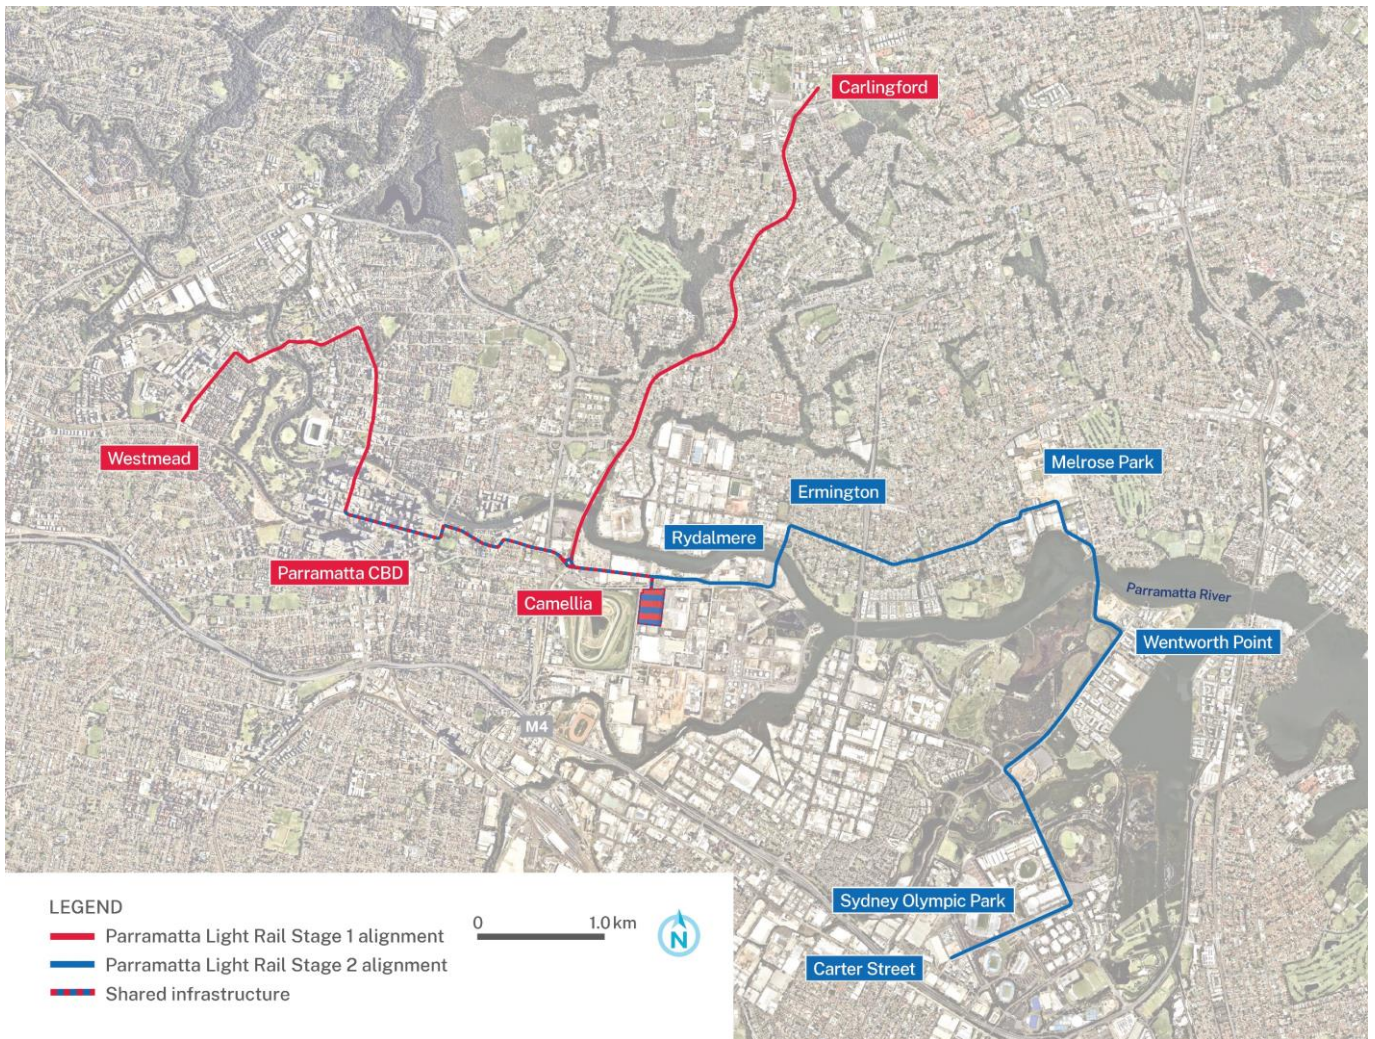 Carlingford
Westmead
Melrose Park
Ermington
Rydalmere
Parramatta CBD
Camellia
Parramatta River
Wentworth Point
M4
Sydney Olympic Park
Carter Street
LEGEND
Parramatta Light Rail Stage 1 alignment
Parramatta Light Rail Stage 2 alignment
Shared infrastructure
0 1.0 km
N